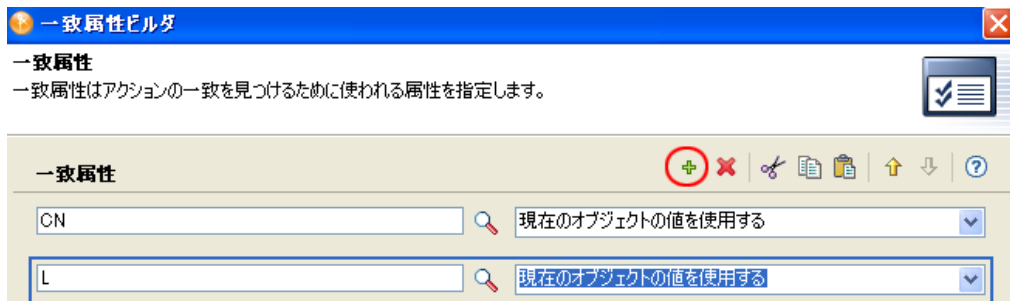 一致属性ビルダ
一致属性
一致属性はアクションの一致を見つけるために使われる属性を指定します。
一致属性
CN 現在のオブジェクトの値を使用する
L 現在のオブジェクトの値を使用する